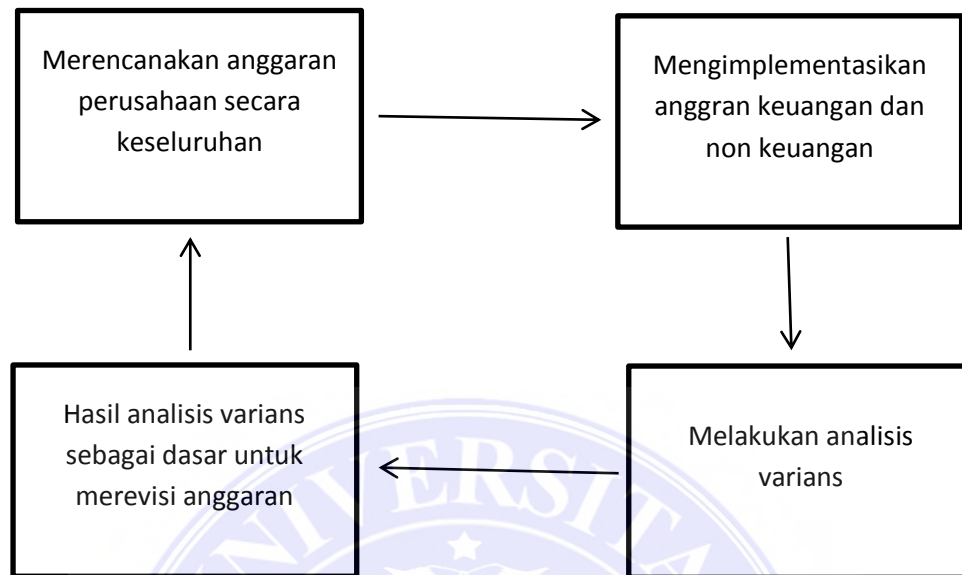 Merencanakan anggaran
perusahaan secara
keseluruhan
Mengimplementasikan
anggran keuangan dan
non keuangan
Hasil analisis varians
sebagai dasar untuk
merevisi anggaran
Melakukan analisis
varians
UNIVERSITA